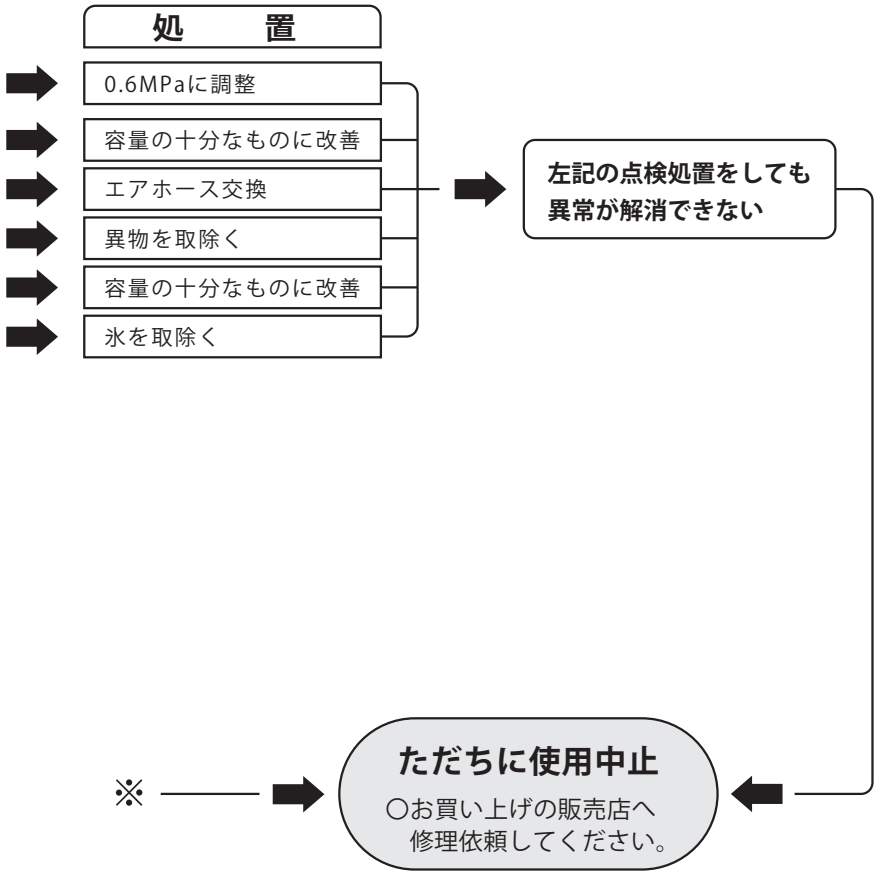 処　置
0.6MPaに調整
容量の十分なものに改善
エアホース交換
異物を取除く
容量の十分なものに改善
氷を取除く
左記の点検処置をしても
異常が解消できない
※
ただちに使用中止
○お買い上げの販売店へ
修理依頼してください。